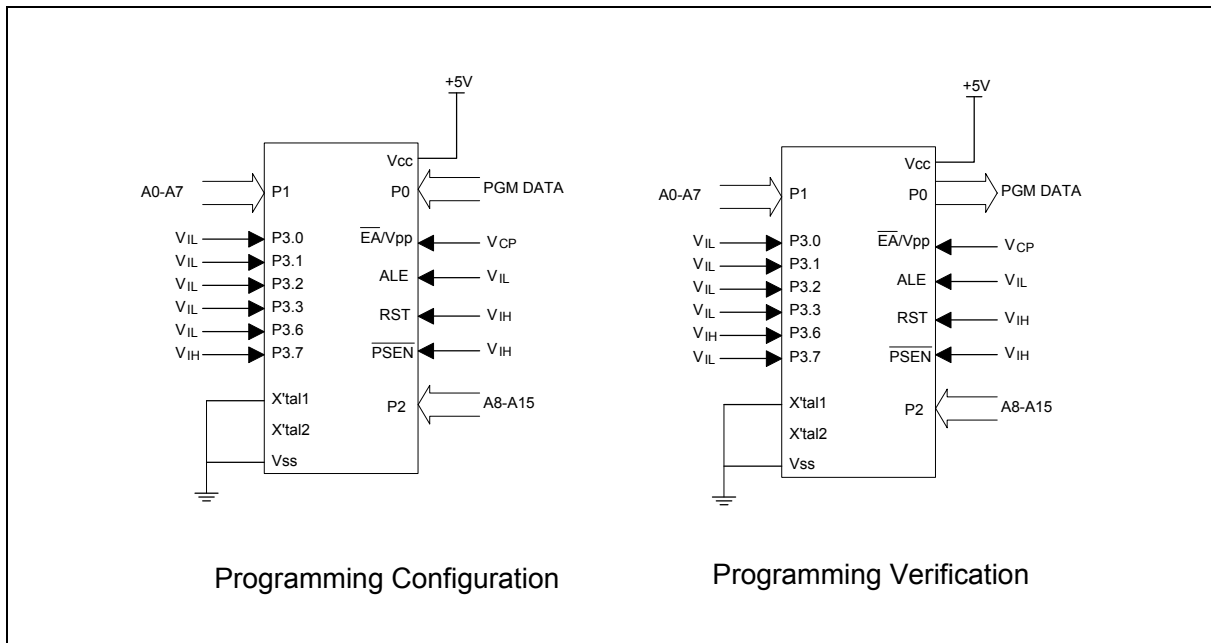 +5V
Vcc
A0-A7
P1
P0
PGM DATA
VIL
P3.0
EA/Vpp
VCP
VIL
P3.1
VIL
P3.2
ALE
VIL
VIL
P3.3
RST
VIH
VIL
P3.6
VIH
P3.7
PSEN
VIH
X'tal1
P2
A8-A15
X'tal2
Vss
Programming Configuration
+5V
Vcc
A0-A7
P1
P0
PGM DATA
VIL
P3.0
EA/Vpp
VCP
VIL
P3.1
VIL
P3.2
ALE
VIL
VIL
P3.3
RST
VIH
VIH
P3.6
VIL
P3.7
PSEN
VIH
X'tal1
P2
A8-A15
X'tal2
Vss
Programming Verification